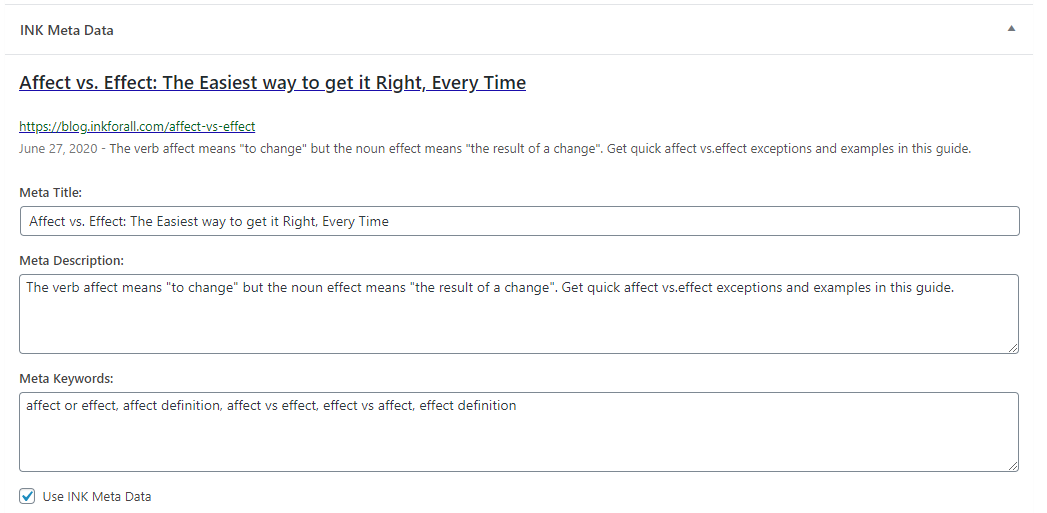 INK Meta Data
Affect vs. Effect: The Easiest way to get it Right, Every Time
https://blog.inkforall.com/affect-vs-effect
June 27, 2020 - The verb affect means "to change" but the noun effect means "the result of a change". Get quick affect vs.effect exceptions and examples in this guide.
Meta Title:
Affect vs. Effect: The Easiest way to get it Right, Every Time
Meta Description:
The verb affect means "to change" but the noun effect means "the result of a change". Get quick affect vs.effect exceptions and examples in this guide.
Meta Keywords:
affect or effect, affect definition, affect vs effect, effect vs affect, effect definition
Use INK Meta Data